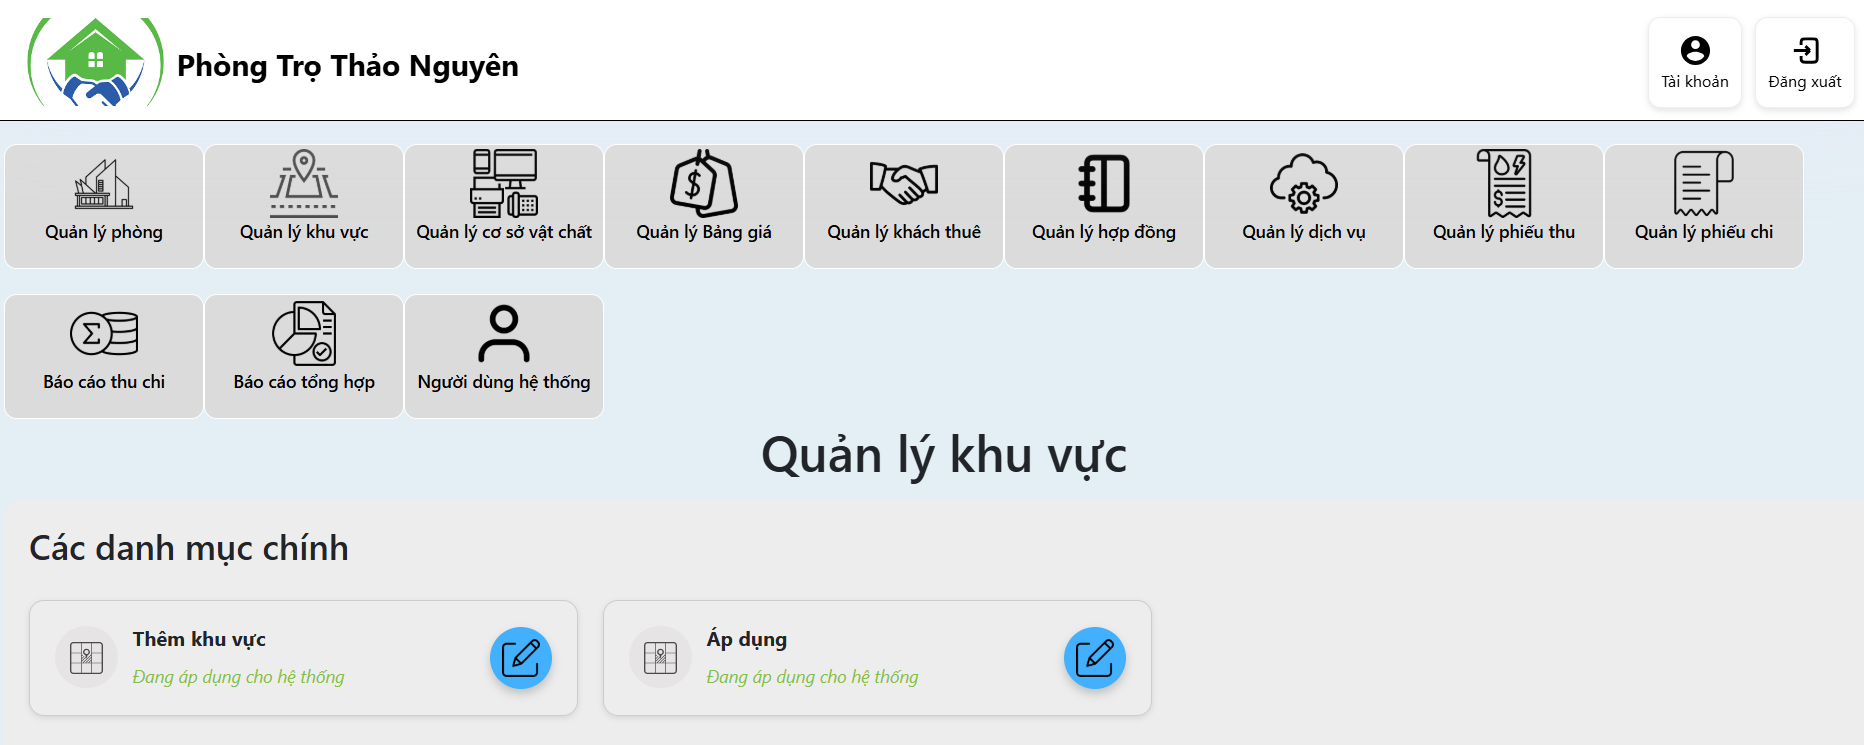 Phòng Trọ Thảo Nguyên
Tài khoản
Đăng xuất
Quản lý phòng
Quản lý khu vực
Quản lý cơ sở vật chất
Quản lý Bảng giá
Quản lý khách thuê
Quản lý hợp đồng
Quản lý dịch vụ
Quản lý phiếu thu
Quản lý phiếu chi
Báo cáo thu chi
Báo cáo tổng hợp
Người dùng hệ thống
Quản lý khu vực
Các danh mục chính
Thêm khu vực
Đang áp dụng cho hệ thống
Áp dụng
Đang áp dụng cho hệ thống